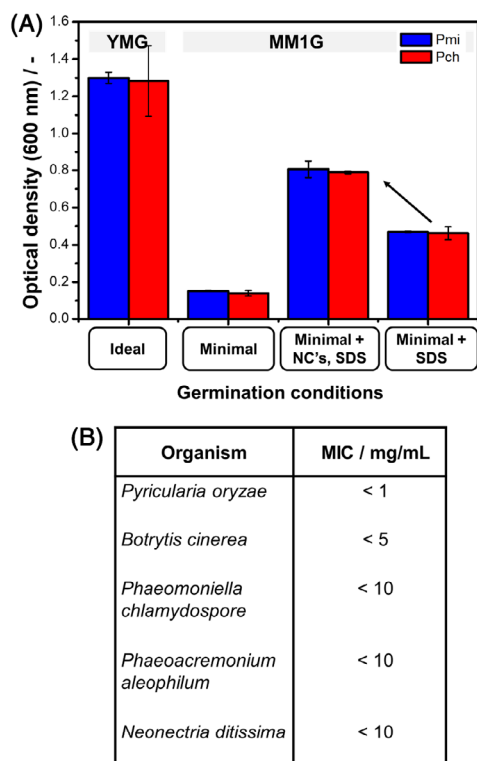 (A)
YMG
MM1G
Pmi
Pch
Optical density (600 nm) / -
1.6
1.4
1.2
1.0
0.8
0.6
0.4
0.2
0.0
Ideal
Minimal
Minimal +
NC's, SDS
Minimal +
SDS
Germination conditions
(B)
Organism MIC / mg/mL
Pyricularia oryzae < 1
Botrytis cinerea < 5
Phaeomoniella < 10
chlamydospore
Phaeoacremonium < 10
aleophilum
Neonectria ditissima < 10